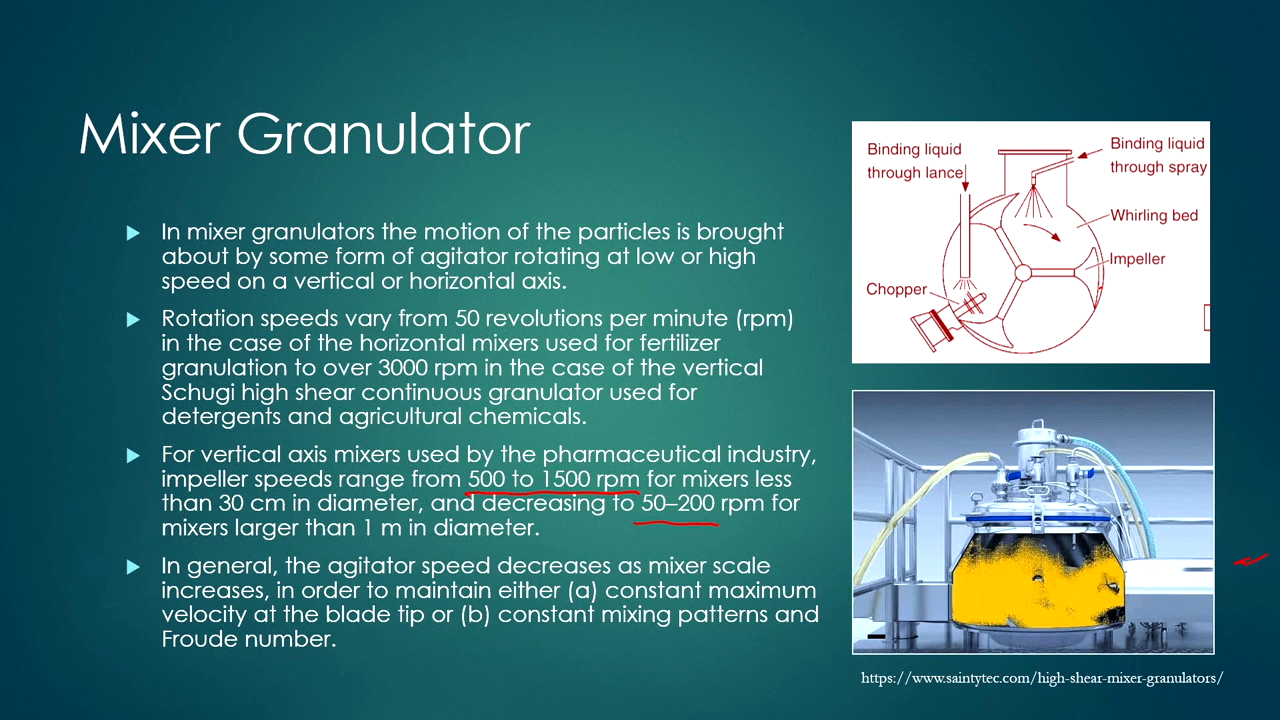 Mixer Granulator
In mixer granulators the motion of the particles is brought
about by some form of agitator rotating at low or high
speed on a vertical or horizontal axis.
Rotation speeds vary from 50 revolutions per minute (rpm)
in the case of the horizontal mixers used for fertilizer
granulation to over 3000 rpm in the case of the vertical
Schugi high shear continuous granulator used for
detergents and agricultural chemicals.
For vertical axis mixers used by the pharmaceutical industry,
impeller speeds range from 500 to 1500 rpm for mixers less
than 30 cm in diameter, and decreasing to 50–200 rpm for
mixers larger than 1 m in diameter.
In general, the agitator speed decreases as mixer scale
increases, in order to maintain either (a) constant maximum
velocity at the blade tip or (b) constant mixing patterns and
Froude number.
Binding liquid
through lance
Binding liquid
through spray
Whirling bed
Impeller
Chopper
https://www.saintytec.com/high-shear-mixer-granulators/